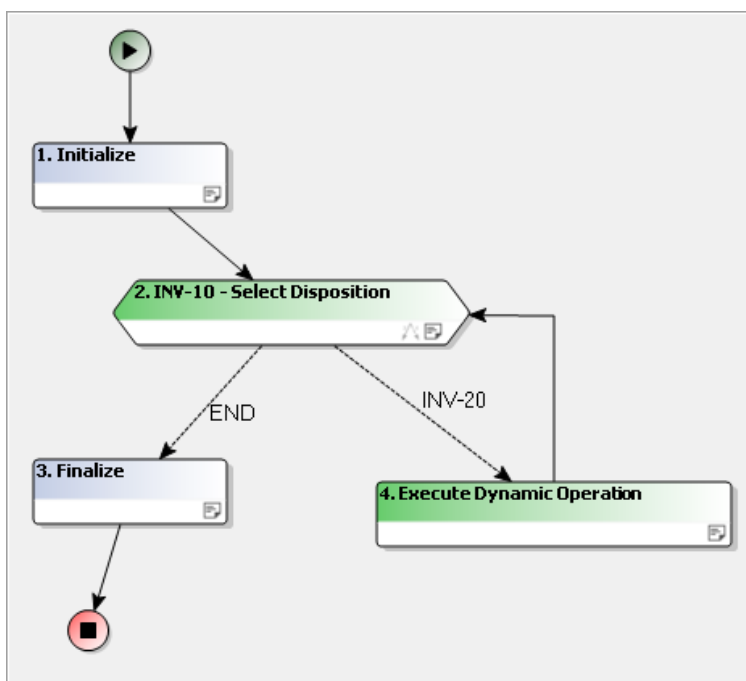 1. Initialize
2. INV-10 - Select Disposition
END
INV-20
3. Finalize
4. Execute Dynamic Operation